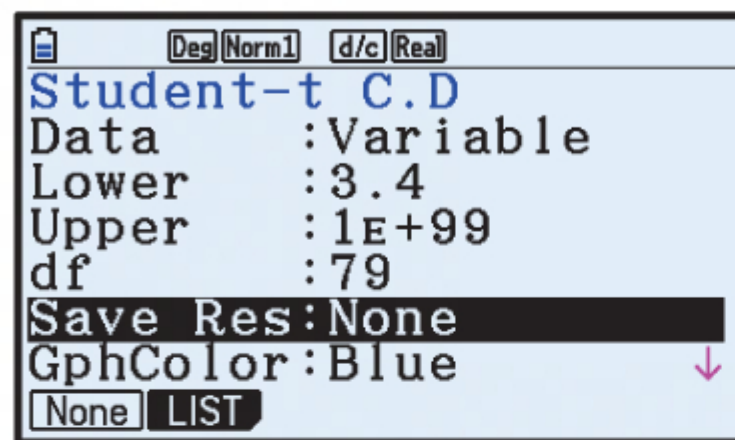 Deg Norm1 d/c Real
Student-t C.D
Data :Variable
Lower :3.4
Upper :1E+99
df :79
Save Res:None
GphColor:Blue ↓
None LIST